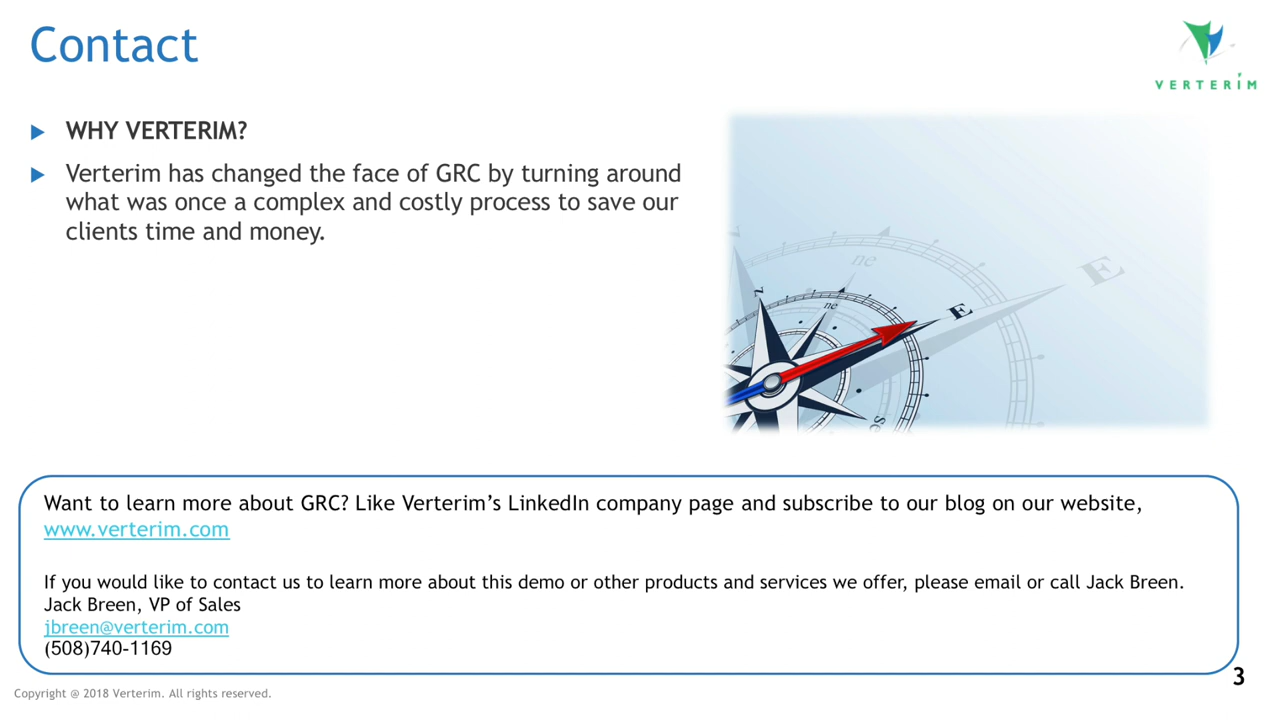 Contact
VERTERIM
WHY VERTERIM?
Verterim has changed the face of GRC by turning around
what was once a complex and costly process to save our
clients time and money.
N
ne
E
N
ne
E
se
Want to learn more about GRC? Like Verterim’s LinkedIn company page and subscribe to our blog on our website,
www.verterim.com
If you would like to contact us to learn more about this demo or other products and services we offer, please email or call Jack Breen.
Jack Breen, VP of Sales
jbreen@verterim.com
(508)740-1169
3
Copyright @ 2018 Verterim. All rights reserved.